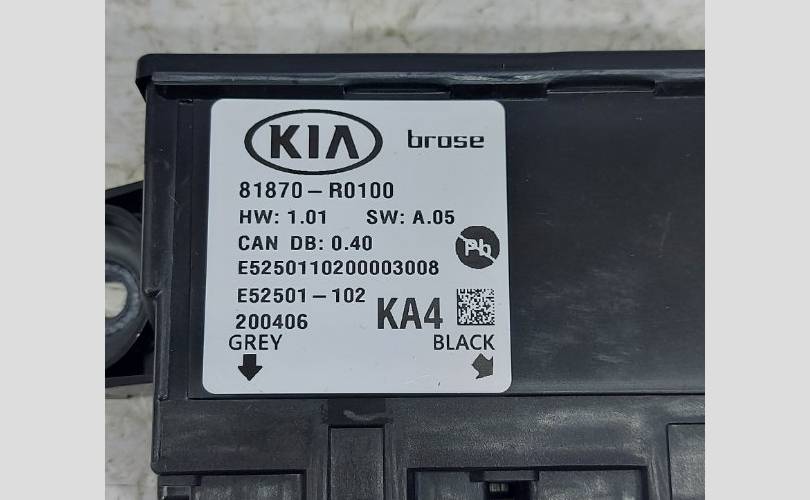 KIA brose
81870-R0100
HW: 1.01 SW: A.05
CAN DB: 0.40
Pb
E5250110200003008
E52501-102
KA4
200406
GREY BLACK